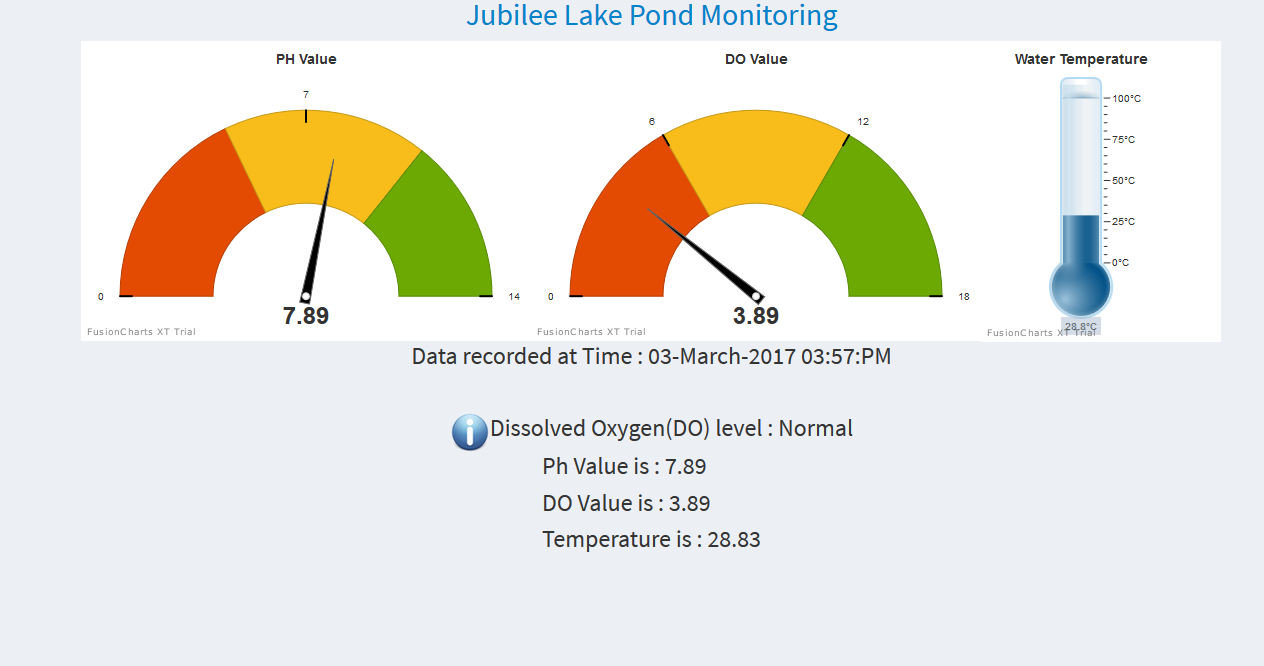 Jubilee Lake Pond Monitoring
PH Value
7
0
14
7.89
FusionCharts XT Trial
DO Value
6
12
0
18
3.89
FusionCharts XT Trial
Water Temperature
100°C
75°C
50°C
25°C
0°C
28.8°C
FusionCharts XT Trial
Data recorded at Time : 03-March-2017 03:57:PM
Dissolved Oxygen(DO) level : Normal
Ph Value is : 7.89
DO Value is : 3.89
Temperature is : 28.83